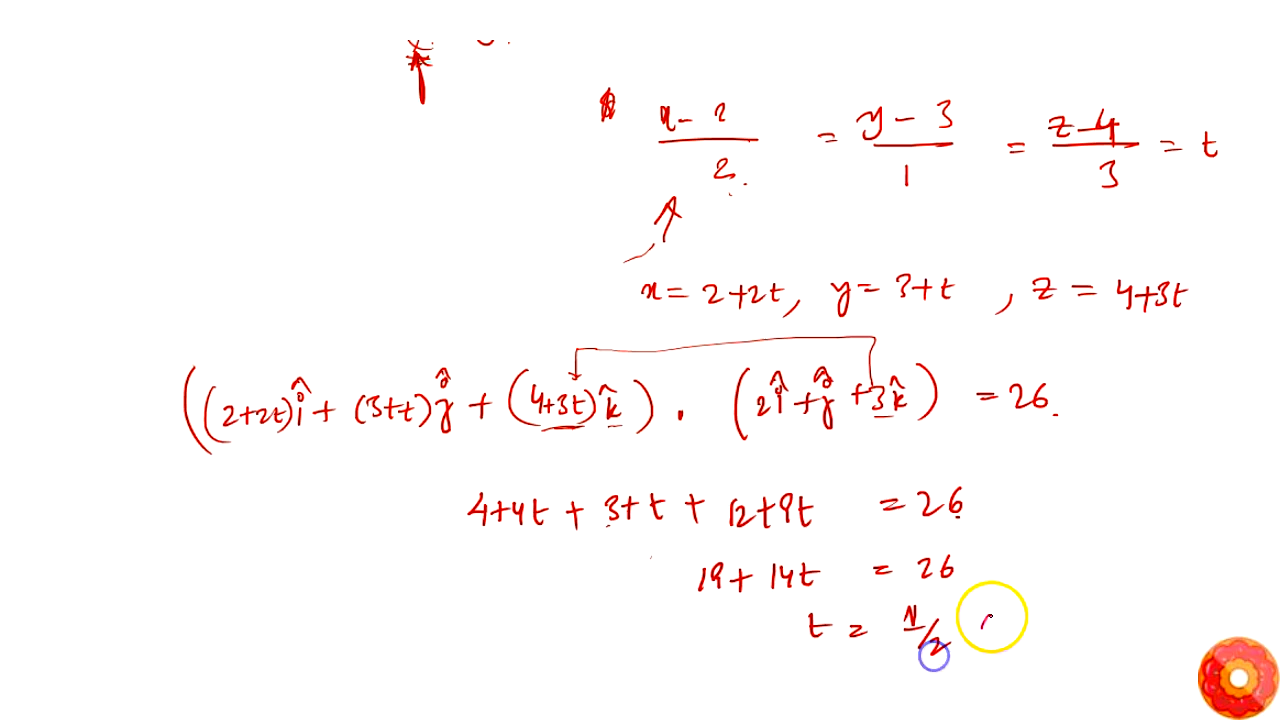 x-2/2 = y-3/1 = z-4/3 = t
x = 2+2t, y = 3+t, z = 4+3t
((2+2t)î + (3+t)ĵ + (4+3t)k̂) . (2î + ĵ + 3k̂) = 26.
4+4t + 3+t + 12+9t = 26
19 + 14t = 26
t = 1/2